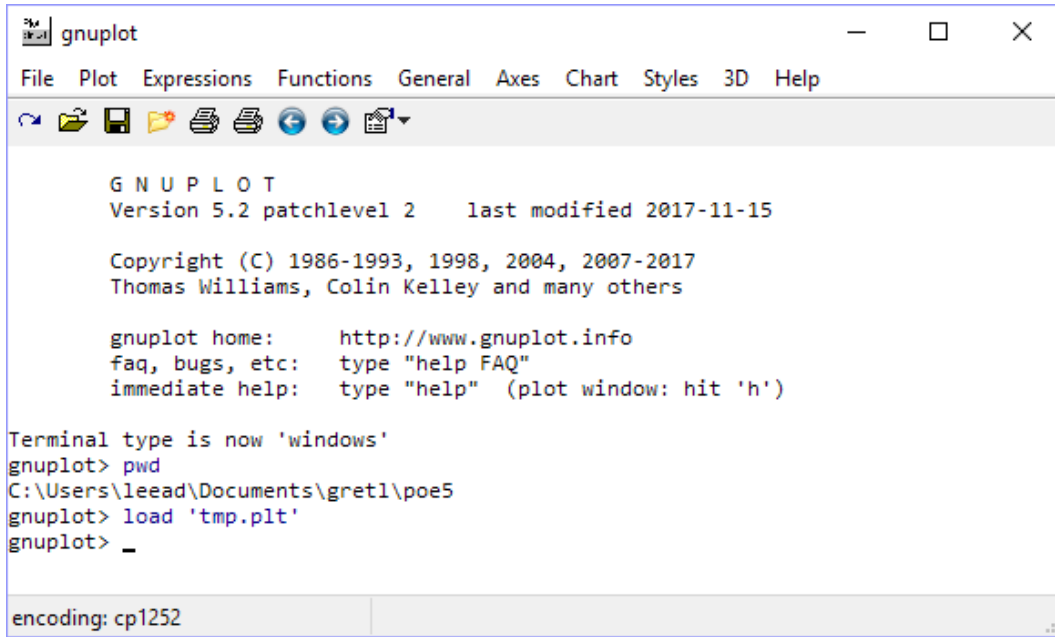 gnuplot
File Plot Expressions Functions General Axes Chart Styles 3D Help
G N U P L O T
Version 5.2 patchlevel 2    last modified 2017-11-15
Copyright (C) 1986-1993, 1998, 2004, 2007-2017
Thomas Williams, Colin Kelley and many others
gnuplot home:     http://www.gnuplot.info
faq, bugs, etc:   type "help FAQ"
immediate help:   type "help"  (plot window: hit 'h')
Terminal type is now 'windows'
gnuplot> pwd
C:\Users\leead\Documents\gretl\poe5
gnuplot> load 'tmp.plt'
gnuplot> _
encoding: cp1252